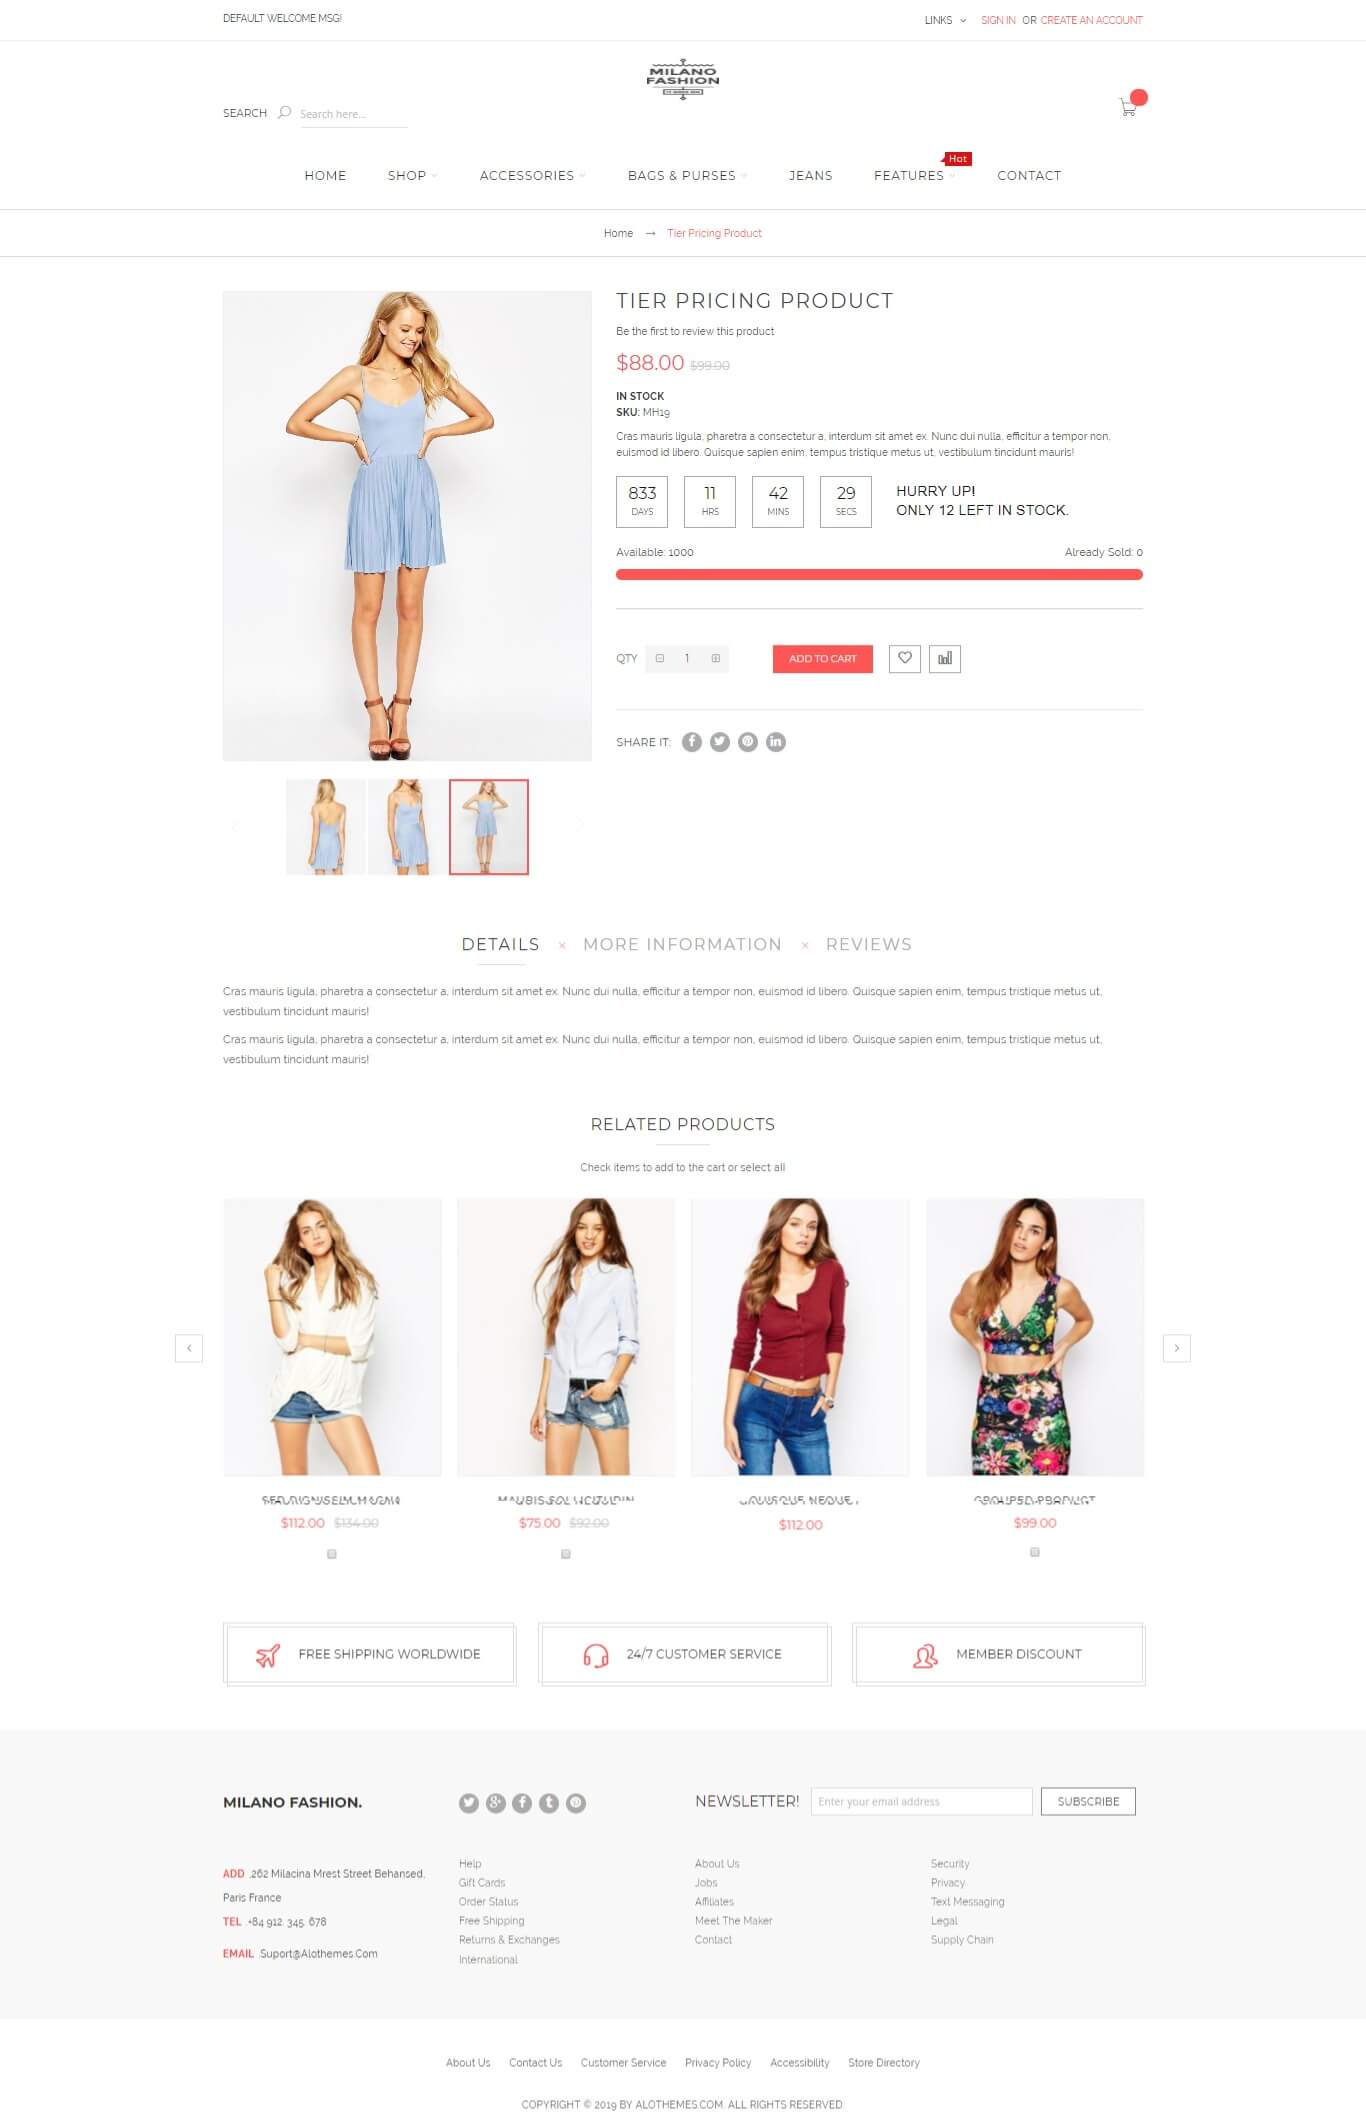 DEFAULT WELCOME MSG!
LINKS SIGN IN OR CREATE AN ACCOUNT
MILANO
FASHION
SEARCH Search here...
Hot
HOME SHOP ACCESSORIES BAGS & PURSES JEANS FEATURES CONTACT
Home → Tier Pricing Product
TIER PRICING PRODUCT
Be the first to review this product
$88.00 $99.00
IN STOCK
SKU: MH19
Cras mauris ligula, pharetra a consectetur a, interdum sit amet ex. Nunc dui nulla, efficitur a tempor non,
euismod id libero. Quisque sapien enim, tempus tristique metus ut, vestibulum tincidunt mauris!
833 11 42 29
DAYS HRS MINS SECS
HURRY UP!
ONLY 12 LEFT IN STOCK.
Available: 1000 Already Sold: 0
QTY 1 ADD TO CART
SHARE IT:
DETAILS × MORE INFORMATION × REVIEWS
Cras mauris ligula, pharetra a consectetur a, interdum sit amet ex. Nunc dui nulla, efficitur a tempor non, euismod id libero. Quisque sapien enim, tempus tristique metus ut,
vestibulum tincidunt mauris!
Cras mauris ligula, pharetra a consectetur a, interdum sit amet ex. Nunc dui nulla, efficitur a tempor non, euismod id libero. Quisque sapien enim, tempus tristique metus ut,
vestibulum tincidunt mauris!
RELATED PRODUCTS
Check items to add to the cart or select all
GROUPED PRODUCT
$112.00 $134.00 $75.00 $92.00 $112.00 $99.00
FREE SHIPPING WORLDWIDE 24/7 CUSTOMER SERVICE MEMBER DISCOUNT
MILANO FASHION.
NEWSLETTER! Enter your email address SUBSCRIBE
ADD .262 Milacina Mrest Street Behansed,
Paris France
TEL +84 912. 345. 678
EMAIL .Suport@Alothemes.Com
Help
Gift Cards
Order Status
Free Shipping
Returns & Exchanges
International
About Us
Jobs
Affiliates
Meet The Maker
Contact
Security
Privacy
Text Messaging
Legal
Supply Chain
About Us Contact Us Customer Service Privacy Policy Accessibility Store Directory
COPYRIGHT © 2019 BY ALOTHEMES.COM. ALL RIGHTS RESERVED.